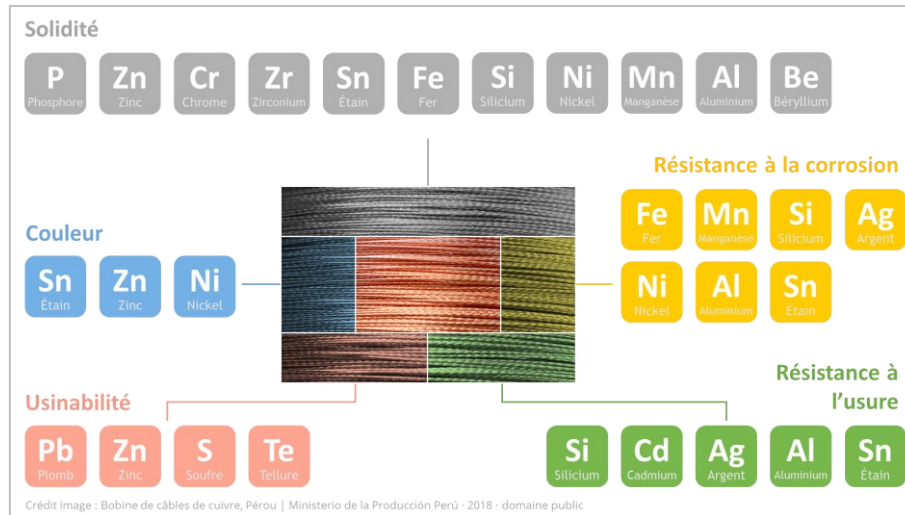 Solidité
P Zn Cr Zr Sn Fe Si Ni Mn Al Be
Phosphore Zinc Chrome Zirconium Étain Fer Silicium Nickel Manganèse Aluminium Béryllium
Résistance à la corrosion
Fe Mn Si Ag
Fer Manganèse Silicium Argent
Ni Al Sn
Nickel Aluminium Étain
Couleur
Sn Zn Ni
Étain Zinc Nickel
Usinabilité
Pb Zn S Te
Plomb Zinc Soufre Tellure
Résistance à
l’usure
Si Cd Ag Al Sn
Silicium Cadmium Argent Aluminium Étain
Crédit image : Bobine de câbles de cuivre, Pérou | Ministerio de la Producción Perú - 2018 - domaine public